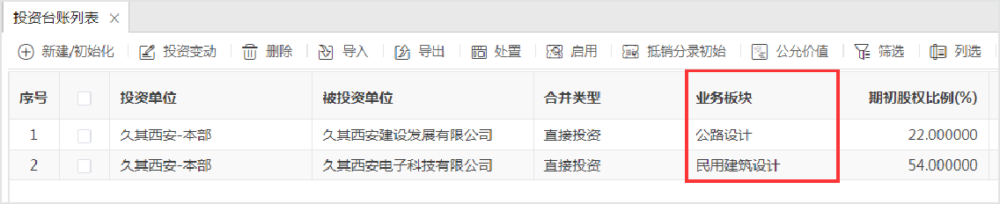 投资台账列表 ×
新建/初始化 投资变动 删除 导入 导出 处置 启用 抵销分录初始 公允价值 筛选 列选
序号 投资单位 被投资单位 合并类型 业务板块 期初股权比例(%)
1 久其西安-本部 久其西安建设发展有限公司 直接投资 公路设计 22.000000
2 久其西安-本部 久其西安电子科技有限公司 直接投资 民用建筑设计 54.000000